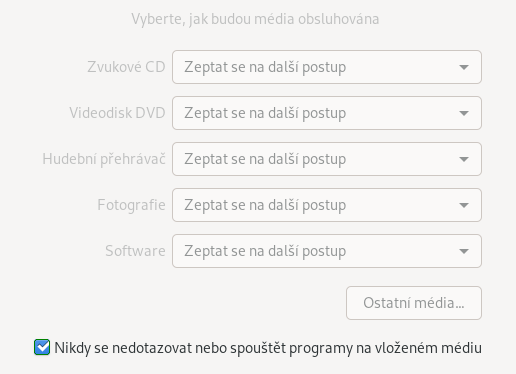 Vyberte, jak budou média obsluhována
Zvukové CD Zeptat se na další postup
Videodisk DVD Zeptat se na další postup
Hudební přehrávač Zeptat se na další postup
Fotografie Zeptat se na další postup
Software Zeptat se na další postup
Ostatní média...
Nikdy se nedotazovat nebo spouštět programy na vloženém médiu